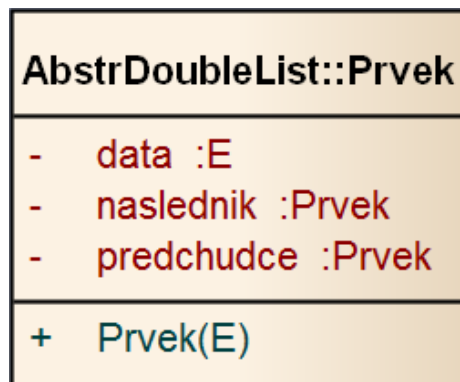 AbstrDoubleList::Prvek
- data :E
- naslednik :Prvek
- predchudce :Prvek
+ Prvek(E)